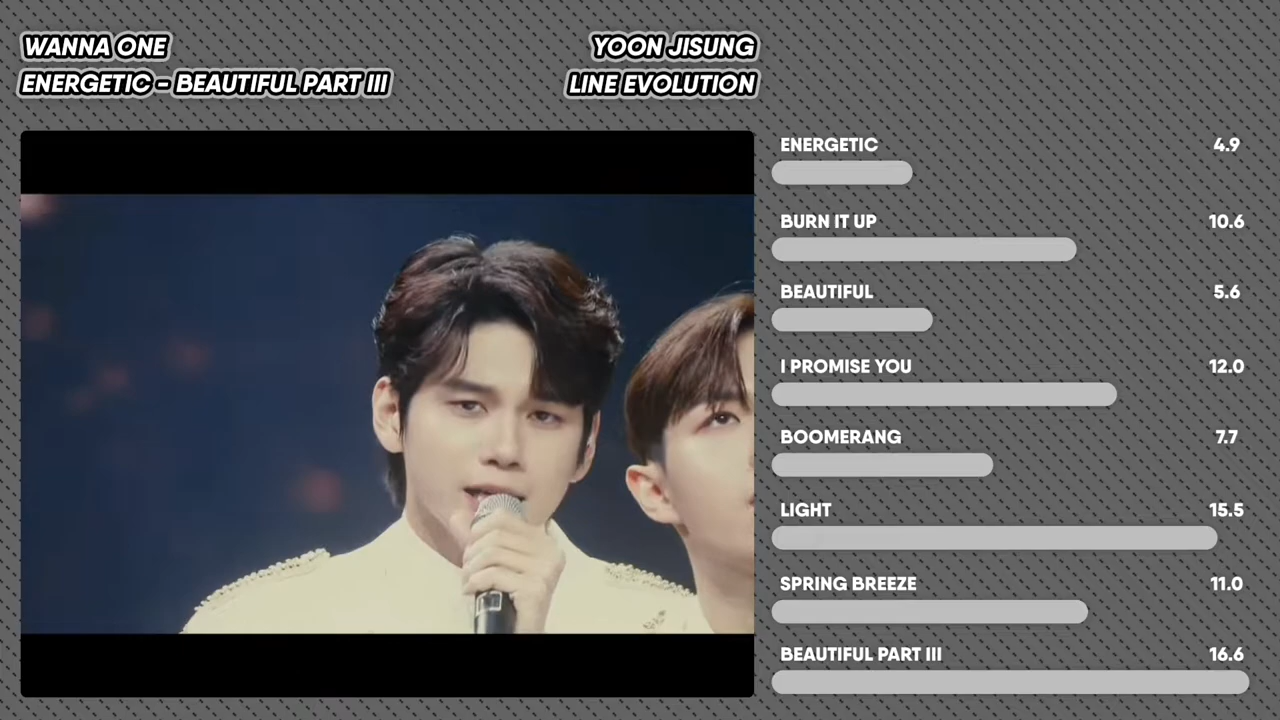 WANNA ONE
ENERGETIC - BEAUTIFUL PART III
YOON JISUNG
LINE EVOLUTION
ENERGETIC 4.9
BURN IT UP 10.6
BEAUTIFUL 5.6
I PROMISE YOU 12.0
BOOMERANG 7.7
LIGHT 15.5
SPRING BREEZE 11.0
BEAUTIFUL PART III 16.6